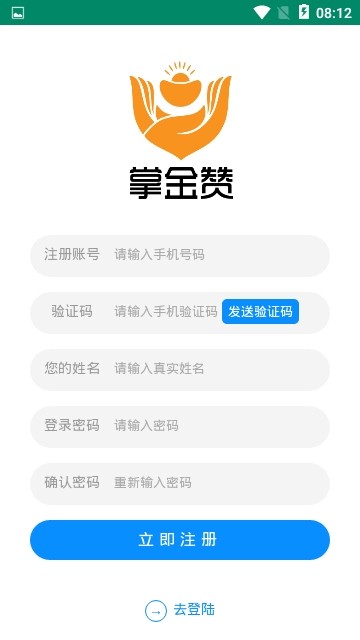 08:12
掌金赞
注册账号 请输入手机号码
验证码 请输入手机验证码 发送验证码
您的姓名 请输入真实姓名
登录密码 请输入密码
确认密码 重新输入密码
立即注册
去登陆